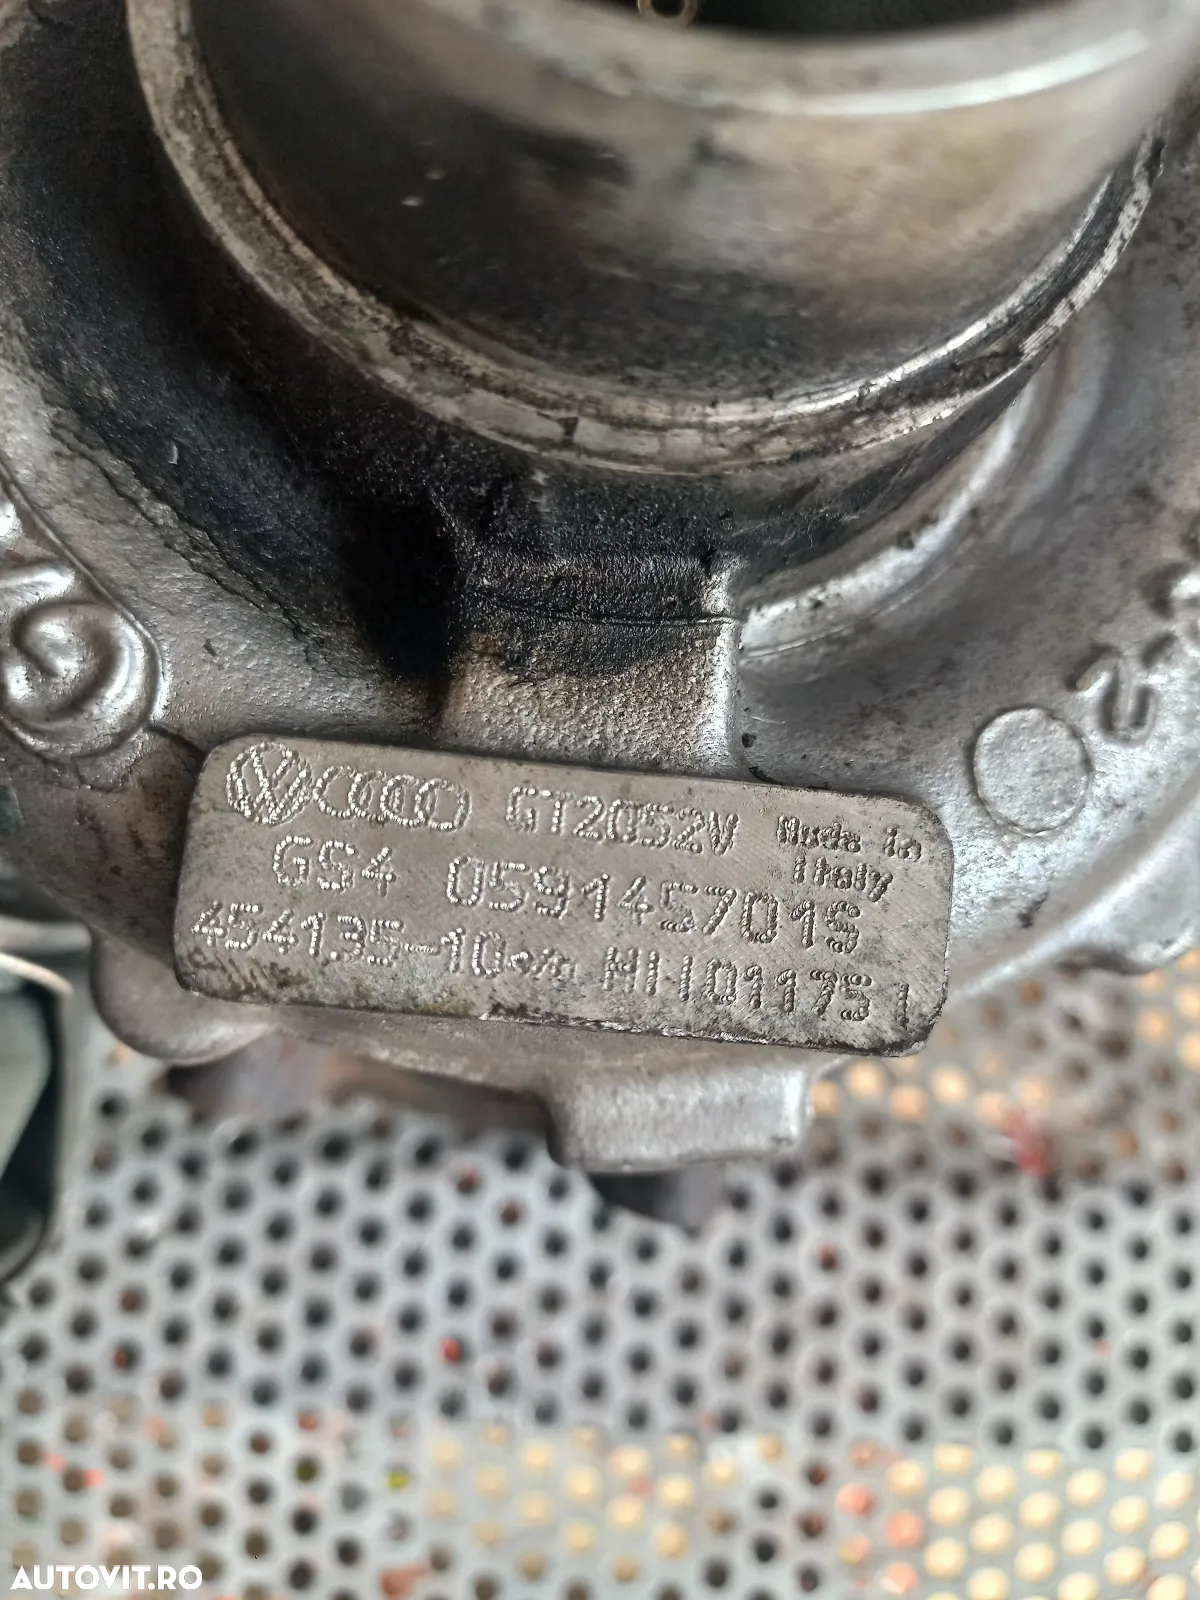 GT2052V Made in
Italy
GS4 059145701S
454135-10
AUTOVIT.RO